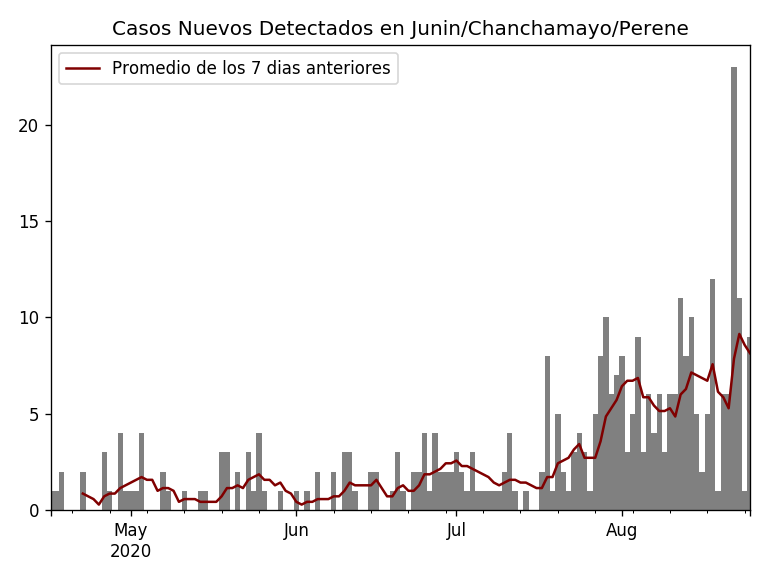 Casos Nuevos Detectados en Junin/Chanchamayo/Perene
Promedio de los 7 dias anteriores
20
15
10
5
0
May Jun Jul Aug
2020